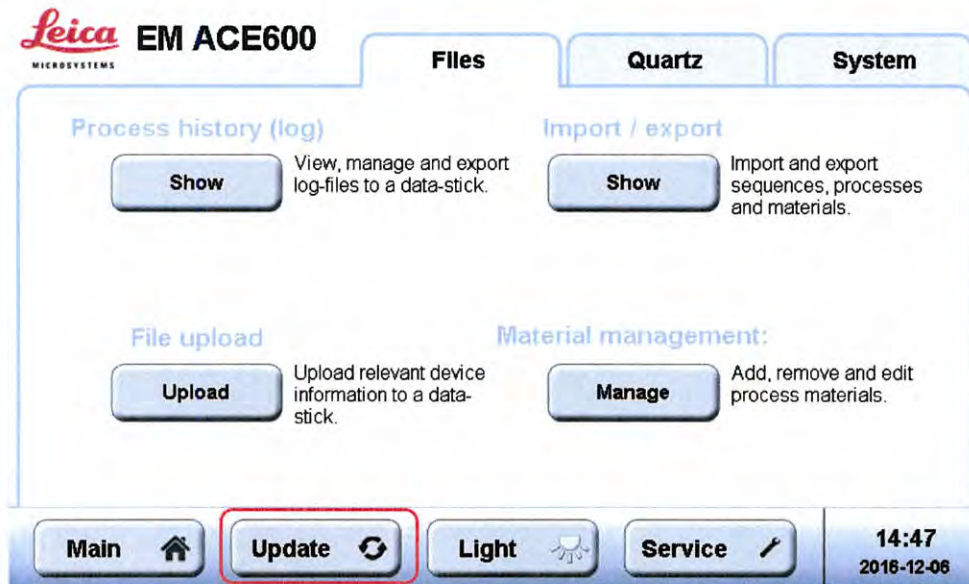 Leica
MICROSYSTEMS
EM ACE600
Files
Quartz
System
Process history (log)
Show
View, manage and export
log-files to a data-stick.
Import / export
Show
Import and export
sequences, processes
and materials.
File upload
Upload
Upload relevant device
information to a data-
stick.
Material management:
Manage
Add, remove and edit
process materials.
Main
Update
Light
Service
14:47
2016-12-06